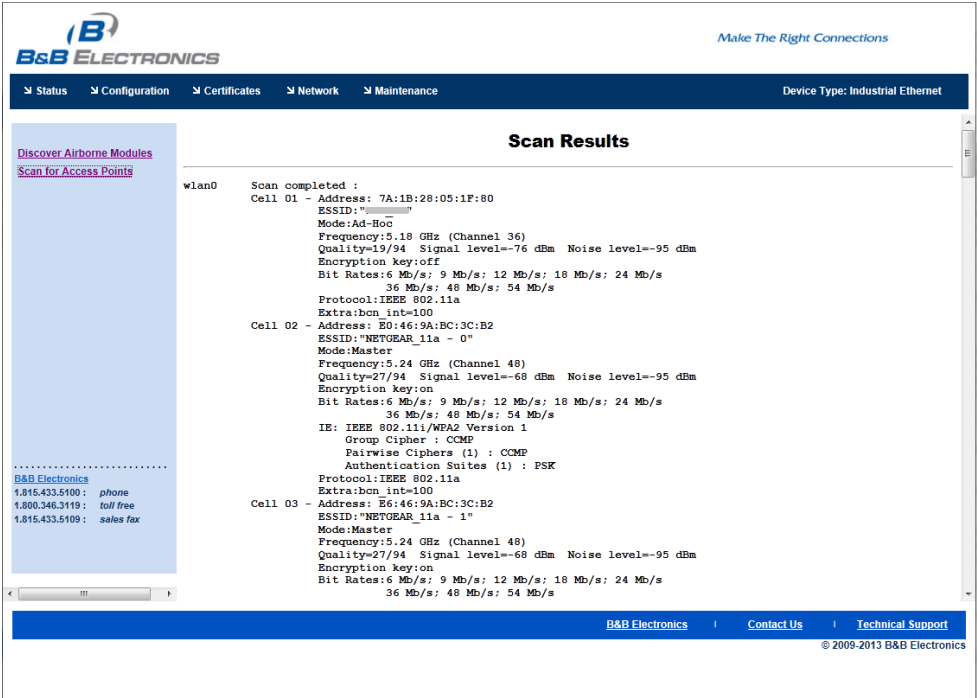 B&B ELECTRONICS
Make The Right Connections
Status Configuration Certificates Network Maintenance Device Type: Industrial Ethernet
Discover Airborne Modules
Scan for Access Points
B&B Electronics
1.815.433.5100 : phone
1.800.346.3119 : toll free
1.815.433.5109 : sales fax
Scan Results
wlan0 Scan completed :
Cell 01 - Address: 7A:1B:28:05:1F:80
ESSID:" _ "
Mode:Ad-Hoc
Frequency:5.18 GHz (Channel 36)
Quality=19/94 Signal level=-76 dBm Noise level=-95 dBm
Encryption key:off
Bit Rates:6 Mb/s; 9 Mb/s; 12 Mb/s; 18 Mb/s; 24 Mb/s
36 Mb/s; 48 Mb/s; 54 Mb/s
Protocol:IEEE 802.11a
Extra:bcn_int=100
Cell 02 - Address: E0:46:9A:BC:3C:B2
ESSID:"NETGEAR_11a - 0"
Mode:Master
Frequency:5.24 GHz (Channel 48)
Quality=27/94 Signal level=-68 dBm Noise level=-95 dBm
Encryption key:on
Bit Rates:6 Mb/s; 9 Mb/s; 12 Mb/s; 18 Mb/s; 24 Mb/s
36 Mb/s; 48 Mb/s; 54 Mb/s
IE: IEEE 802.11i/WPA2 Version 1
Group Cipher : CCMP
Pairwise Ciphers (1) : CCMP
Authentication Suites (1) : PSK
Protocol:IEEE 802.11a
Extra:bcn_int=100
Cell 03 - Address: E6:46:9A:BC:3C:B2
ESSID:"NETGEAR_11a - 1"
Mode:Master
Frequency:5.24 GHz (Channel 48)
Quality=27/94 Signal level=-68 dBm Noise level=-95 dBm
Encryption key:on
Bit Rates:6 Mb/s; 9 Mb/s; 12 Mb/s; 18 Mb/s; 24 Mb/s
36 Mb/s; 48 Mb/s; 54 Mb/s
B&B Electronics | Contact Us | Technical Support
© 2009-2013 B&B Electronics